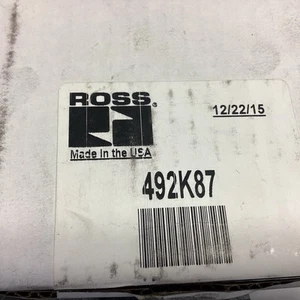 ROSS®
12/22/15
Made in the USA
492K87